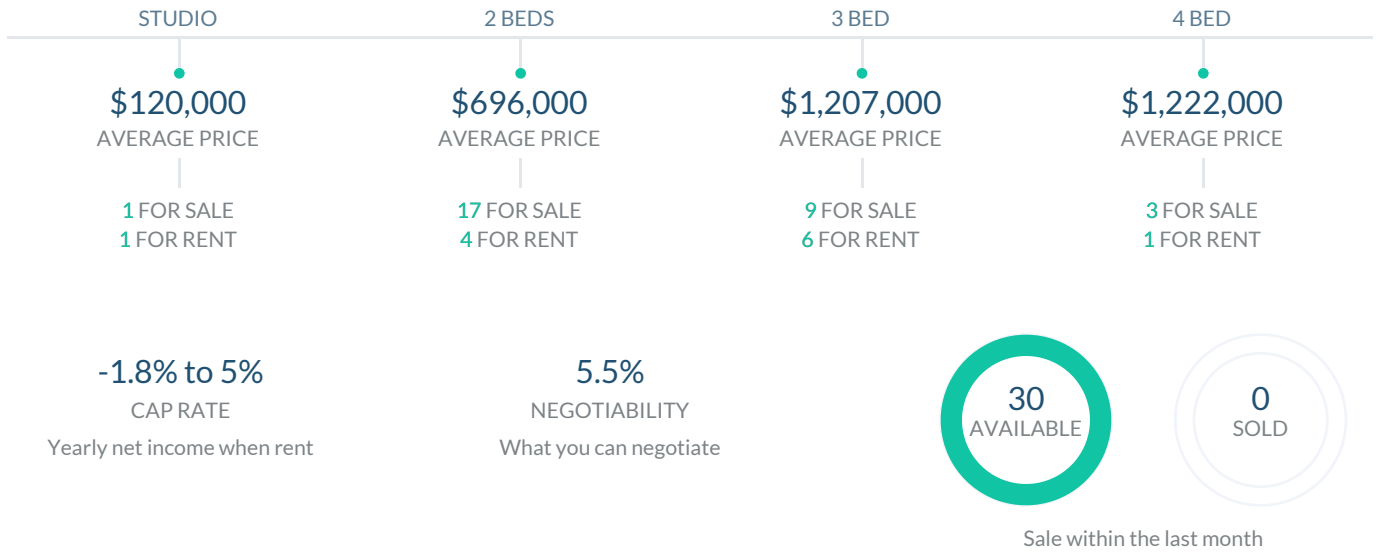 STUDIO
2 BEDS
3 BED
4 BED
$120,000
$696,000
$1,207,000
$1,222,000
AVERAGE PRICE
AVERAGE PRICE
AVERAGE PRICE
AVERAGE PRICE
1 FOR SALE
17 FOR SALE
9 FOR SALE
3 FOR SALE
1 FOR RENT
4 FOR RENT
6 FOR RENT
1 FOR RENT
-1.8% to 5%
CAP RATE
Yearly net income when rent
5.5%
NEGOTIABILITY
What you can negotiate
30
AVAILABLE
0
SOLD
Sale within the last month